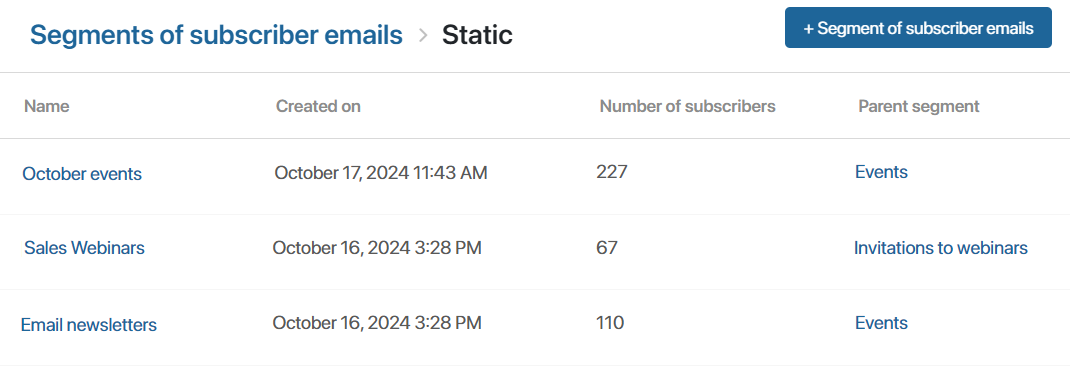 Segments of subscriber emails > Static
+ Segment of subscriber emails
Name Created on Number of subscribers Parent segment
October events October 17, 2024 11:43 AM 227 Events
Sales Webinars October 16, 2024 3:28 PM 67 Invitations to webinars
Email newsletters October 16, 2024 3:28 PM 110 Events